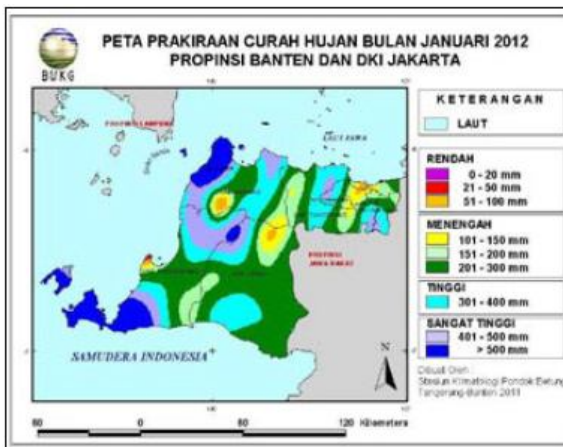 PETA PRAKIRAAN CURAH HUJAN BULAN JANUARI 2012
PROPINSI BANTEN DAN DKI JAKARTA
BMKG
PROPINSI LAMPUNG
LAUT JAWA
PROPINSI
JAWA BARAT
SAMUDERA INDONESIA
N
KETERANGAN
LAUT
RENDAH
0 - 20 mm
21 - 50 mm
51 - 100 mm
MENENGAH
101 - 150 mm
151 - 200 mm
201 - 300 mm
TINGGI
301 - 400 mm
SANGAT TINGGI
401 - 500 mm
> 500 mm
Dibuat Oleh :
Stasiun Klimatologi Pondok Betung
Tangerang-Banten 2011
60 0 60 120 Kilometers